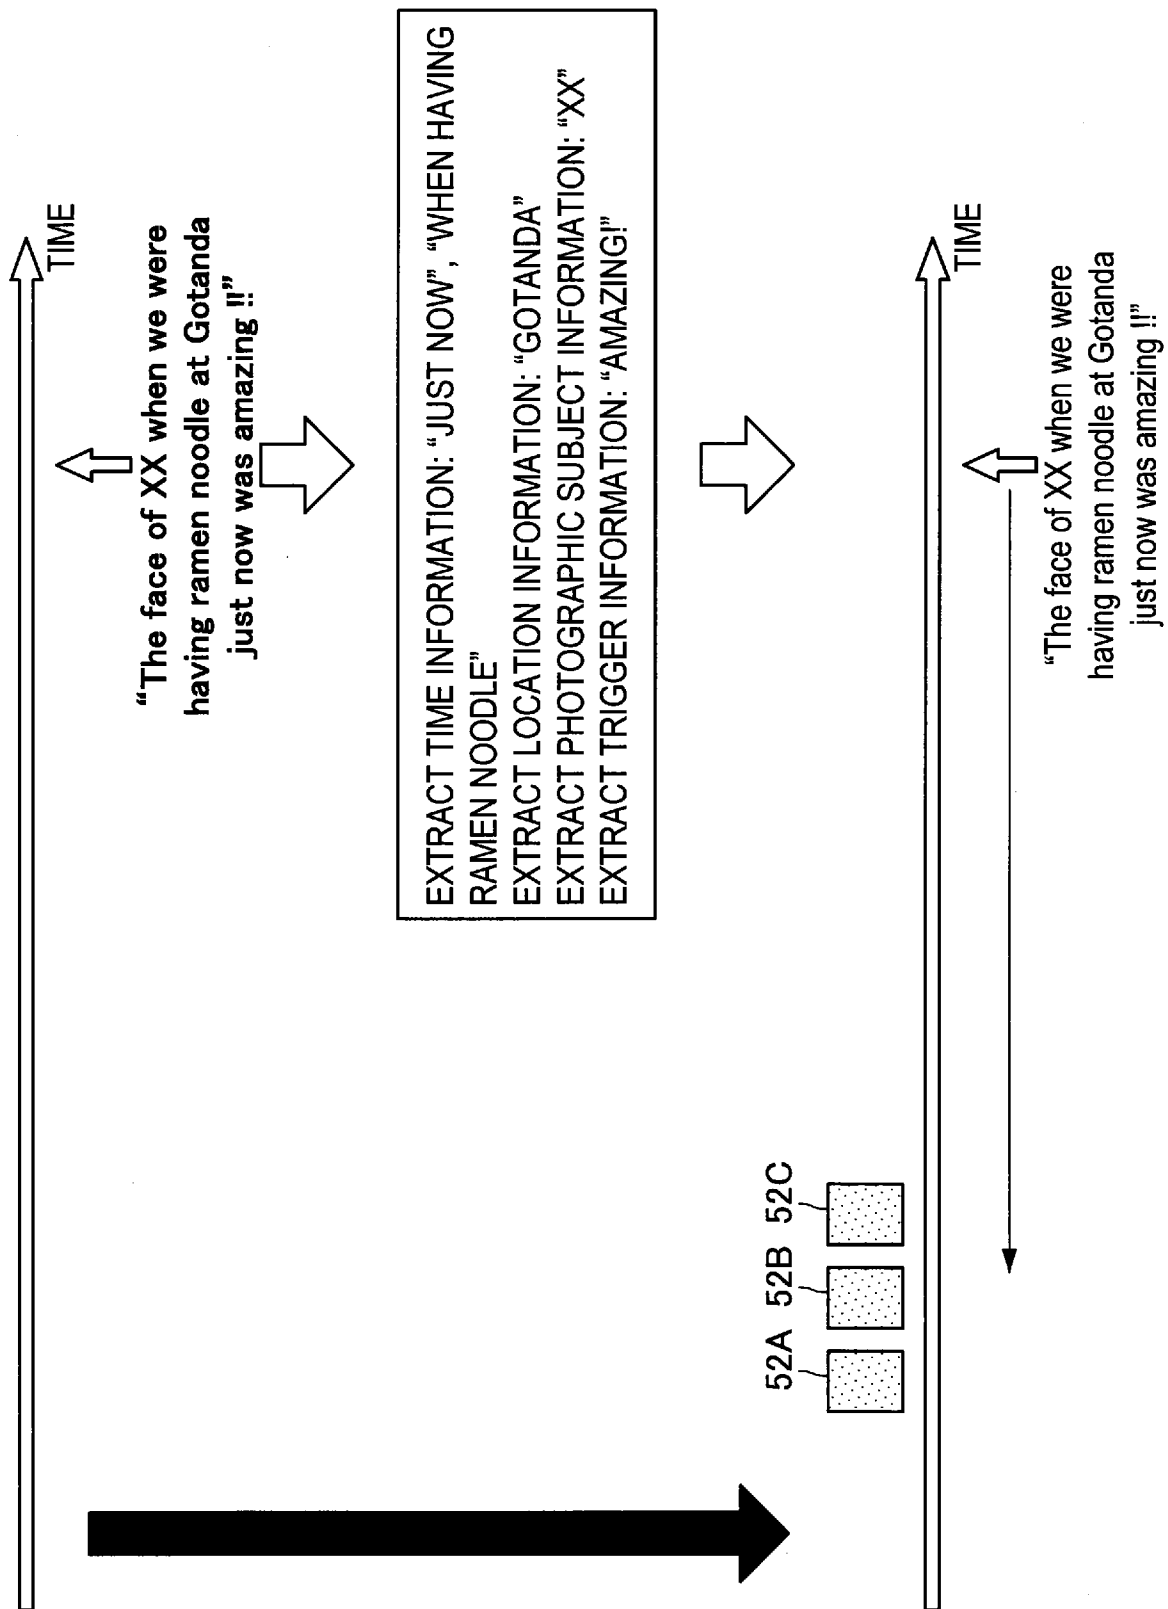 TIME
“The face of XX when we were
having ramen noodle at Gotanda
just now was amazing !!”
EXTRACT TIME INFORMATION: “JUST NOW”, “WHEN HAVING
RAMEN NOODLE”
EXTRACT LOCATION INFORMATION: “GOTANDA”
EXTRACT PHOTOGRAPHIC SUBJECT INFORMATION: “XX”
EXTRACT TRIGGER INFORMATION: “AMAZING!”
52A 52B 52C
TIME
“The face of XX when we were
having ramen noodle at Gotanda
just now was amazing !!”